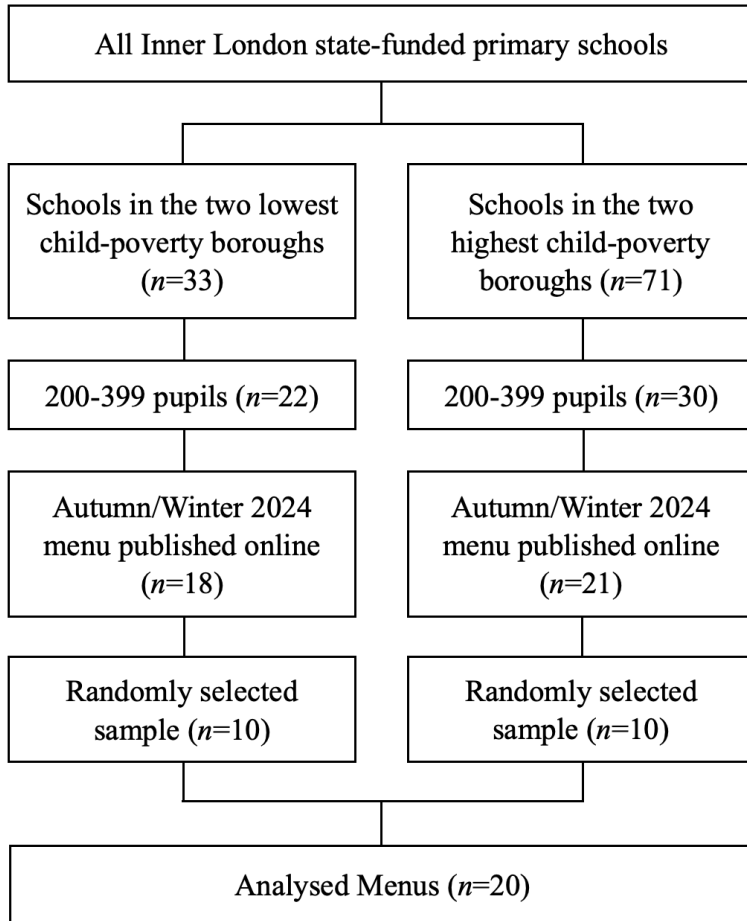 All Inner London state-funded primary schools
Schools in the two lowest
child-poverty boroughs
(n=33)
Schools in the two
highest child-poverty
boroughs (n=71)
200-399 pupils (n=22)
200-399 pupils (n=30)
Autumn/Winter 2024
menu published online
(n=18)
Autumn/Winter 2024
menu published online
(n=21)
Randomly selected
sample (n=10)
Randomly selected
sample (n=10)
Analysed Menus (n=20)